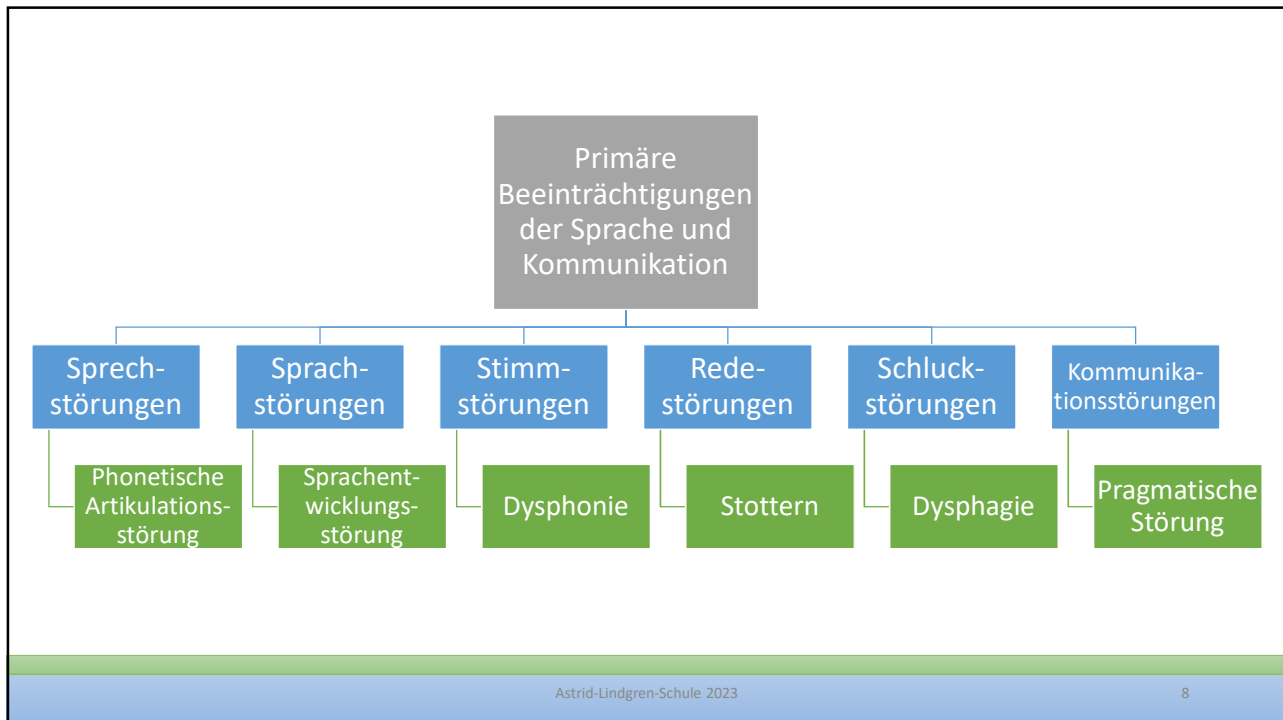 Primäre
Beeinträchtigungen
der Sprache und
Kommunikation
Sprech-
störungen
Sprach-
störungen
Stimm-
störungen
Rede-
störungen
Schluck-
störungen
Kommunika-
tionsstörungen
Phonetische
Artikulations-
störung
Sprachent-
wicklungs-
störung
Dysphonie
Stottern
Dysphagie
Pragmatische
Störung
Astrid-Lindgren-Schule 2023
8